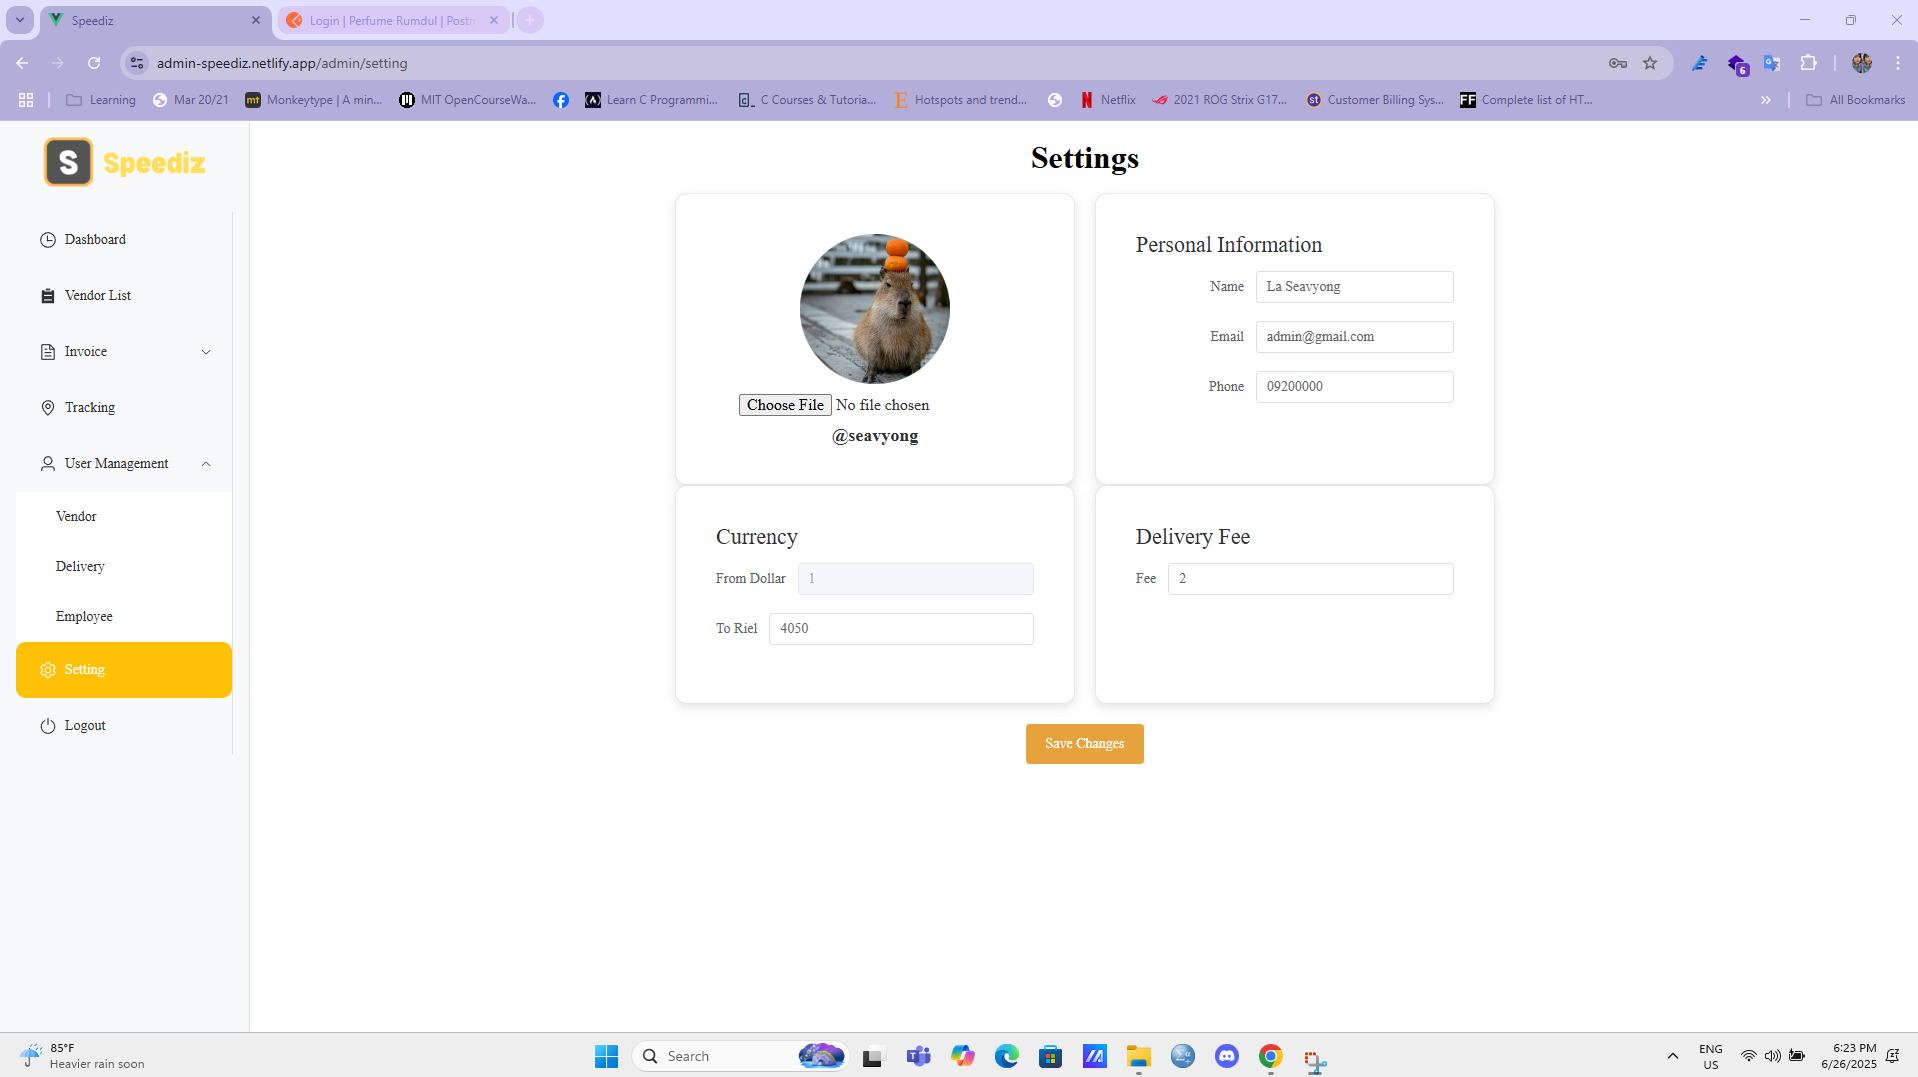 Speediz
Login | Perfume Rumdul | Postm
admin-speediz.netlify.app/admin/setting
6
Learning
Mar 20/21
mt
Monkeytype | A min...
MIT OpenCourseWa...
Learn C Programmi...
C Courses & Tutoria...
Hotspots and trend...
Netflix
2021 ROG Strix G17...
st
Customer Billing Sys...
FF
Complete list of HT...
All Bookmarks
S
Speediz
Dashboard
Vendor List
Invoice
Tracking
User Management
Vendor
Delivery
Employee
Setting
Logout
Settings
Choose File No file chosen
@seavyong
Personal Information
Name La Seavyong
Email admin@gmail.com
Phone 09200000
Currency
From Dollar 1
To Riel 4050
Delivery Fee
Fee 2
Save Changes
85°F
Heavier rain soon
Search
ENG
US
6:23 PM
6/26/2025